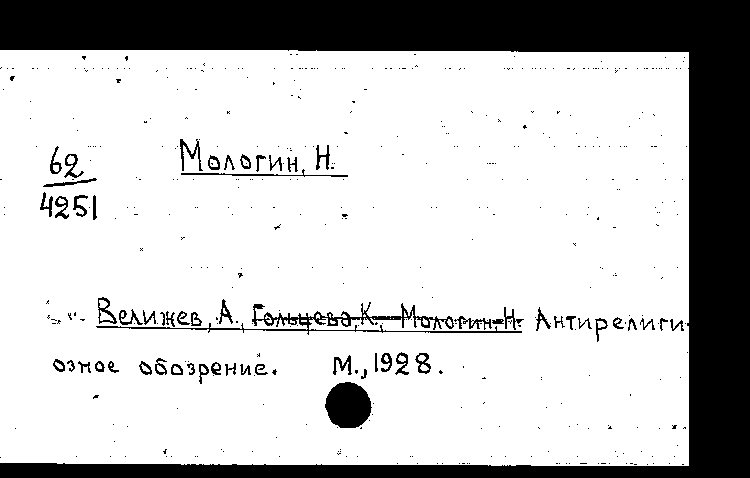 Мологин, Н.
62
4251
Велижев, А., Гольцева, К., Мологин Н. Антирелиги-
озное обозрение. М., 1928.